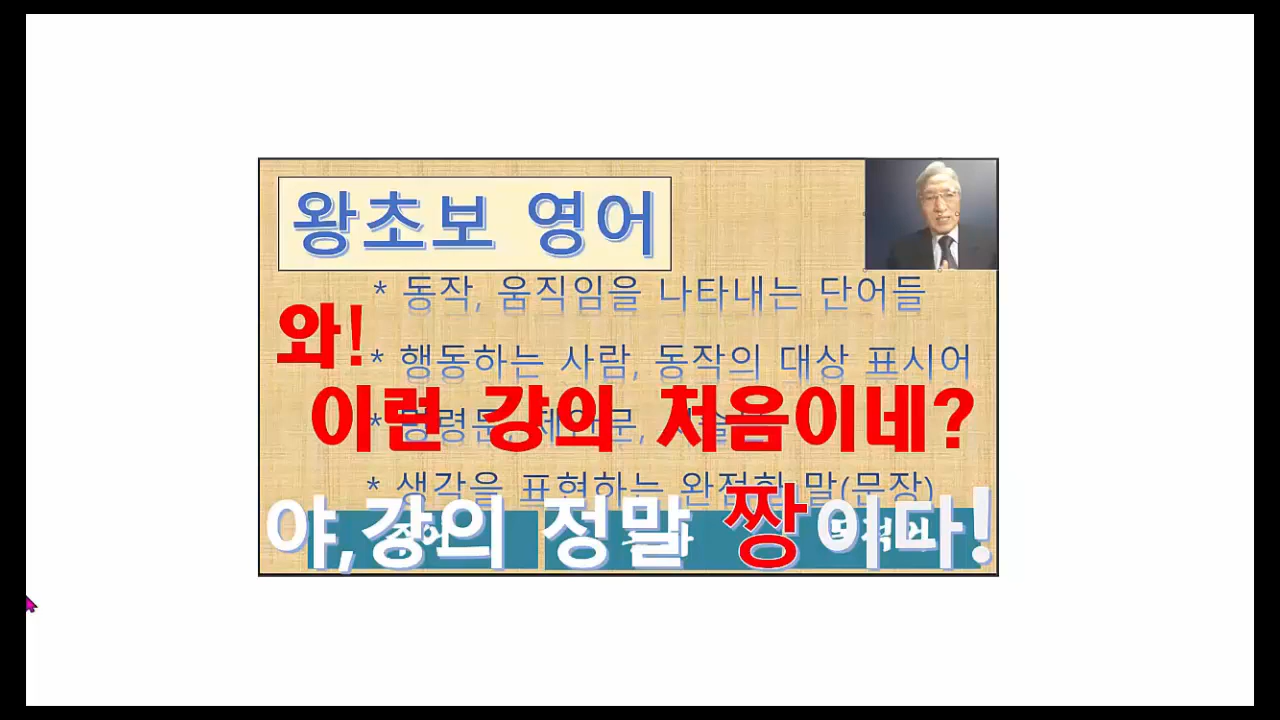 왕초보 영어
* 동작, 움직임을 나타내는 단어들
와!
* 행동하는 사람, 동작의 대상 표시어
이런 강의 처음이네?
* 생각을 표현하는 완전한 말(문장)
야,강의 정말 짱이다!